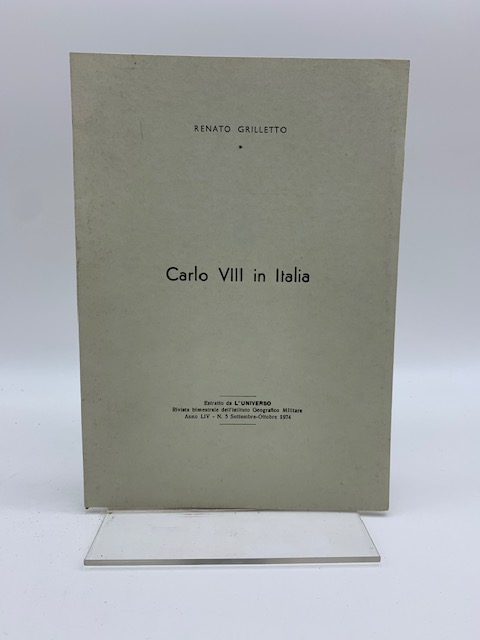 RENATO GRILLETTO
*
Carlo VIII in Italia
Estratto da L'UNIVERSO
Rivista bimestrale dell'Istituto Geografico Militare
Anno LIV - N. 5 Settembre-Ottobre 1974